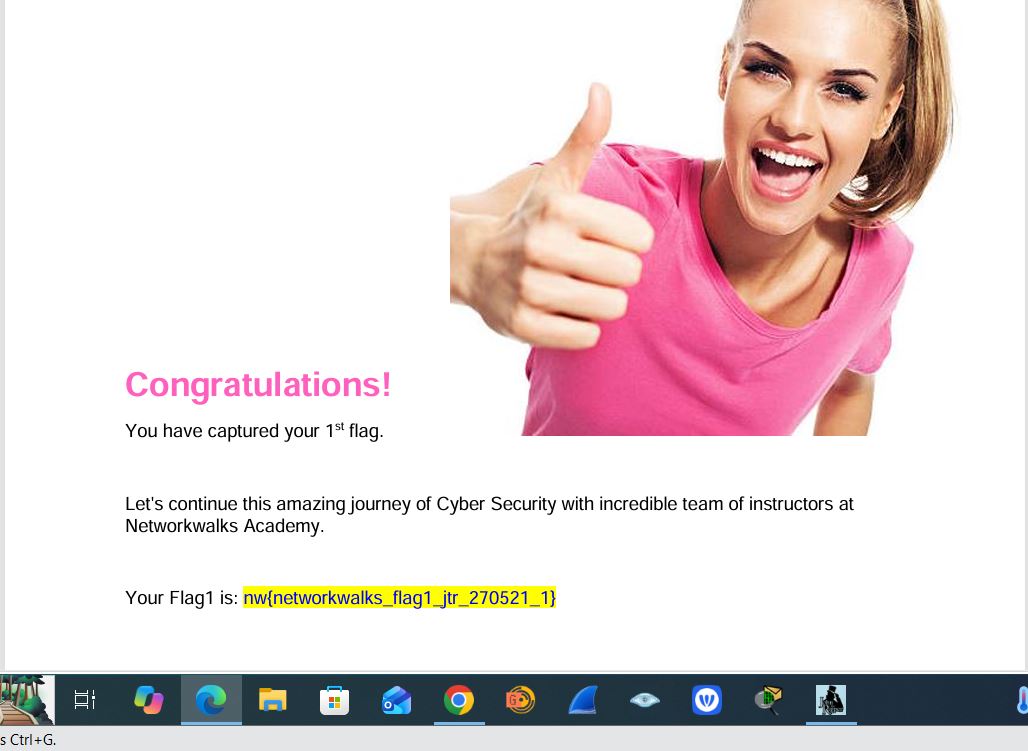 Congratulations!
You have captured your 1st flag.
Let's continue this amazing journey of Cyber Security with incredible team of instructors at
Networkwalks Academy.
Your Flag1 is: nw{networkwalks_flag1_jtr_270521_1}
s Ctrl+G.